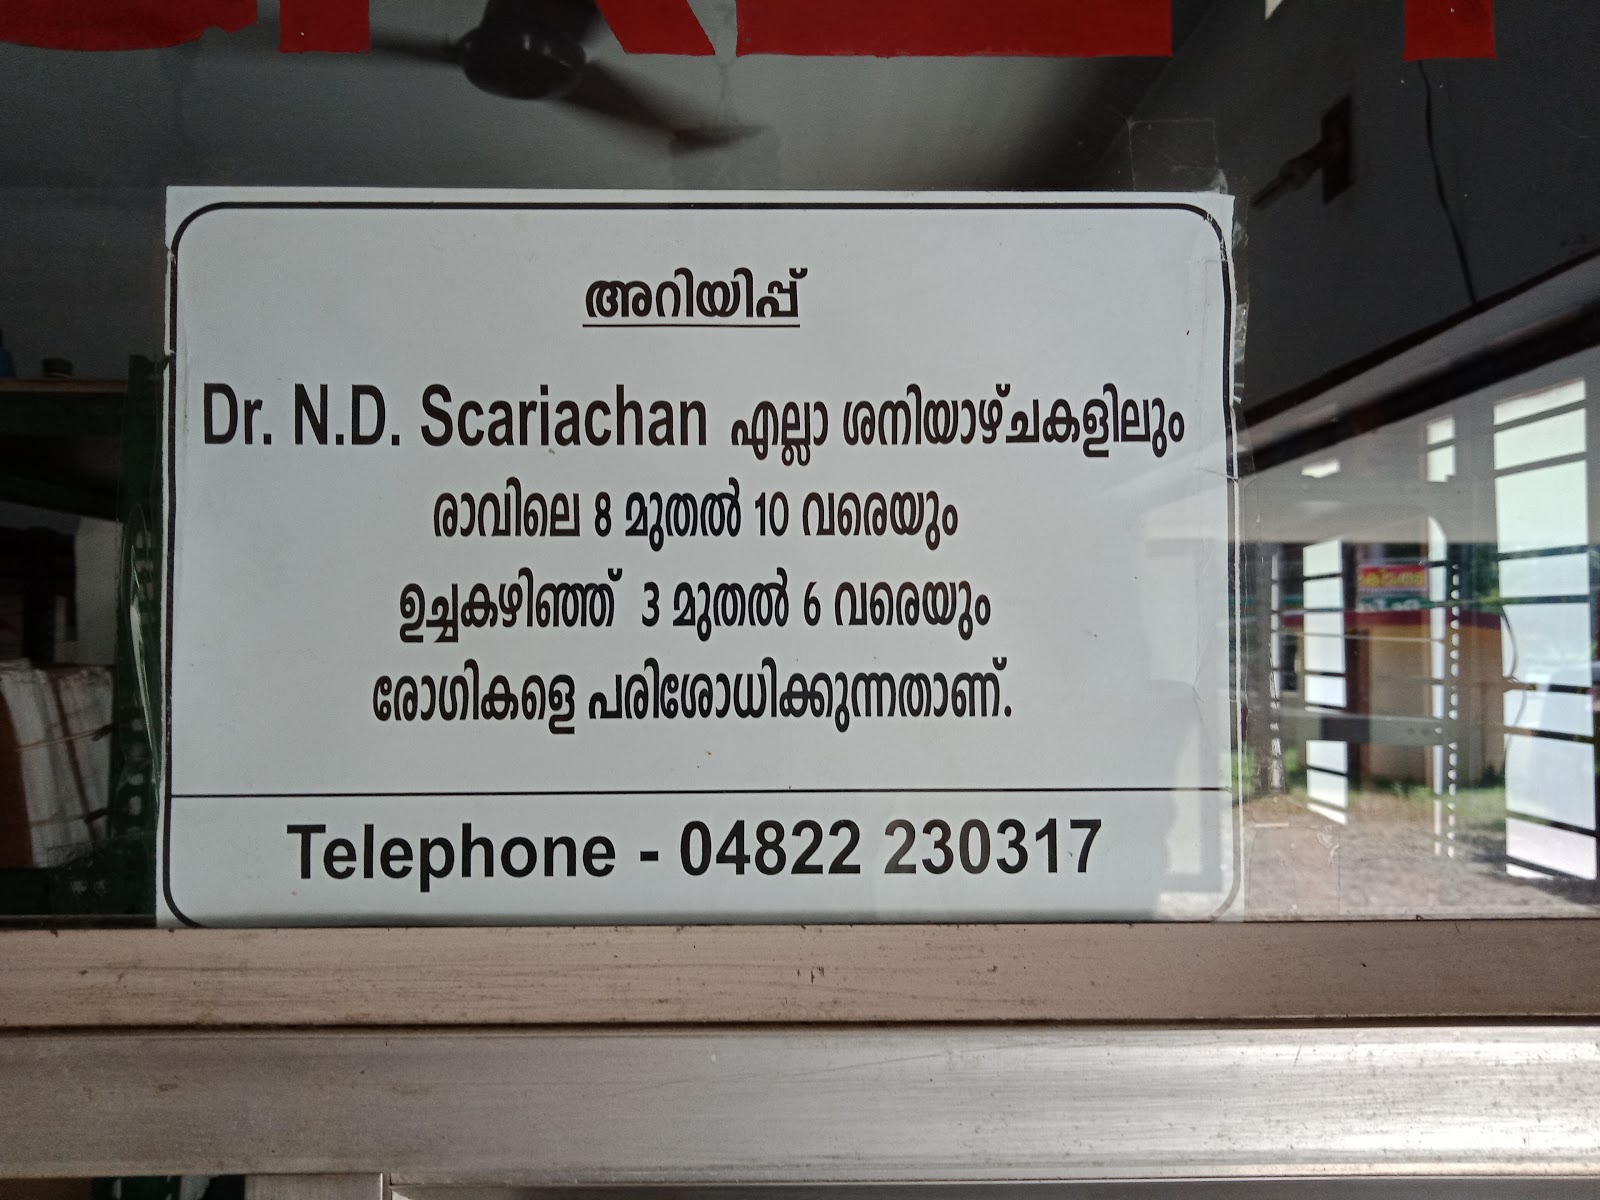 അറിയിപ്പ്
Dr. N.D. Scariachan എല്ലാ ശനിയാഴ്ചകളിലും
രാവിലെ 8 മുതൽ 10 വരെയും
ഉച്ചകഴിഞ്ഞ് 3 മുതൽ 6 വരെയും
രോഗികളെ പരിശോധിക്കുന്നതാണ്.
Telephone - 04822 230317